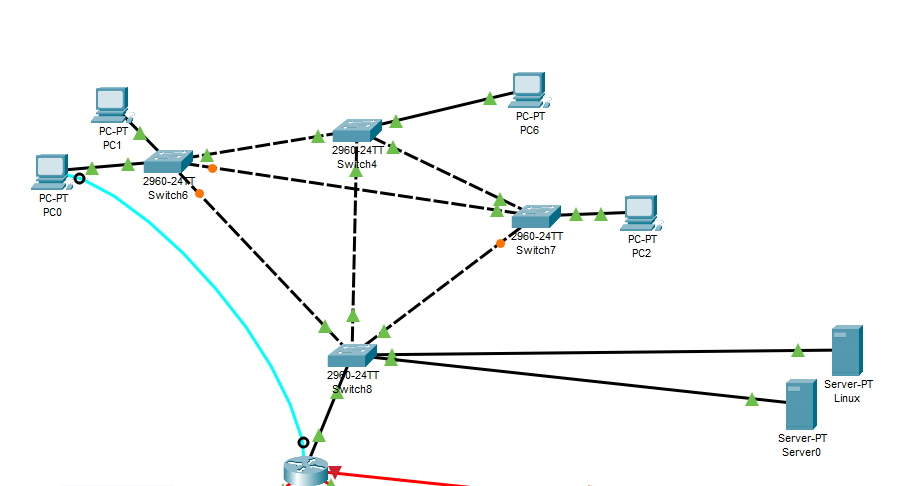 PC-PT
PC1
PC-PT
PC6
2960-24TT
Switch4
2960-24TT
Switch6
PC-PT
PC0
2960-24TT
Switch7
PC-PT
PC2
2960-24TT
Switch8
Server-PT
Linux
Server-PT
Server0